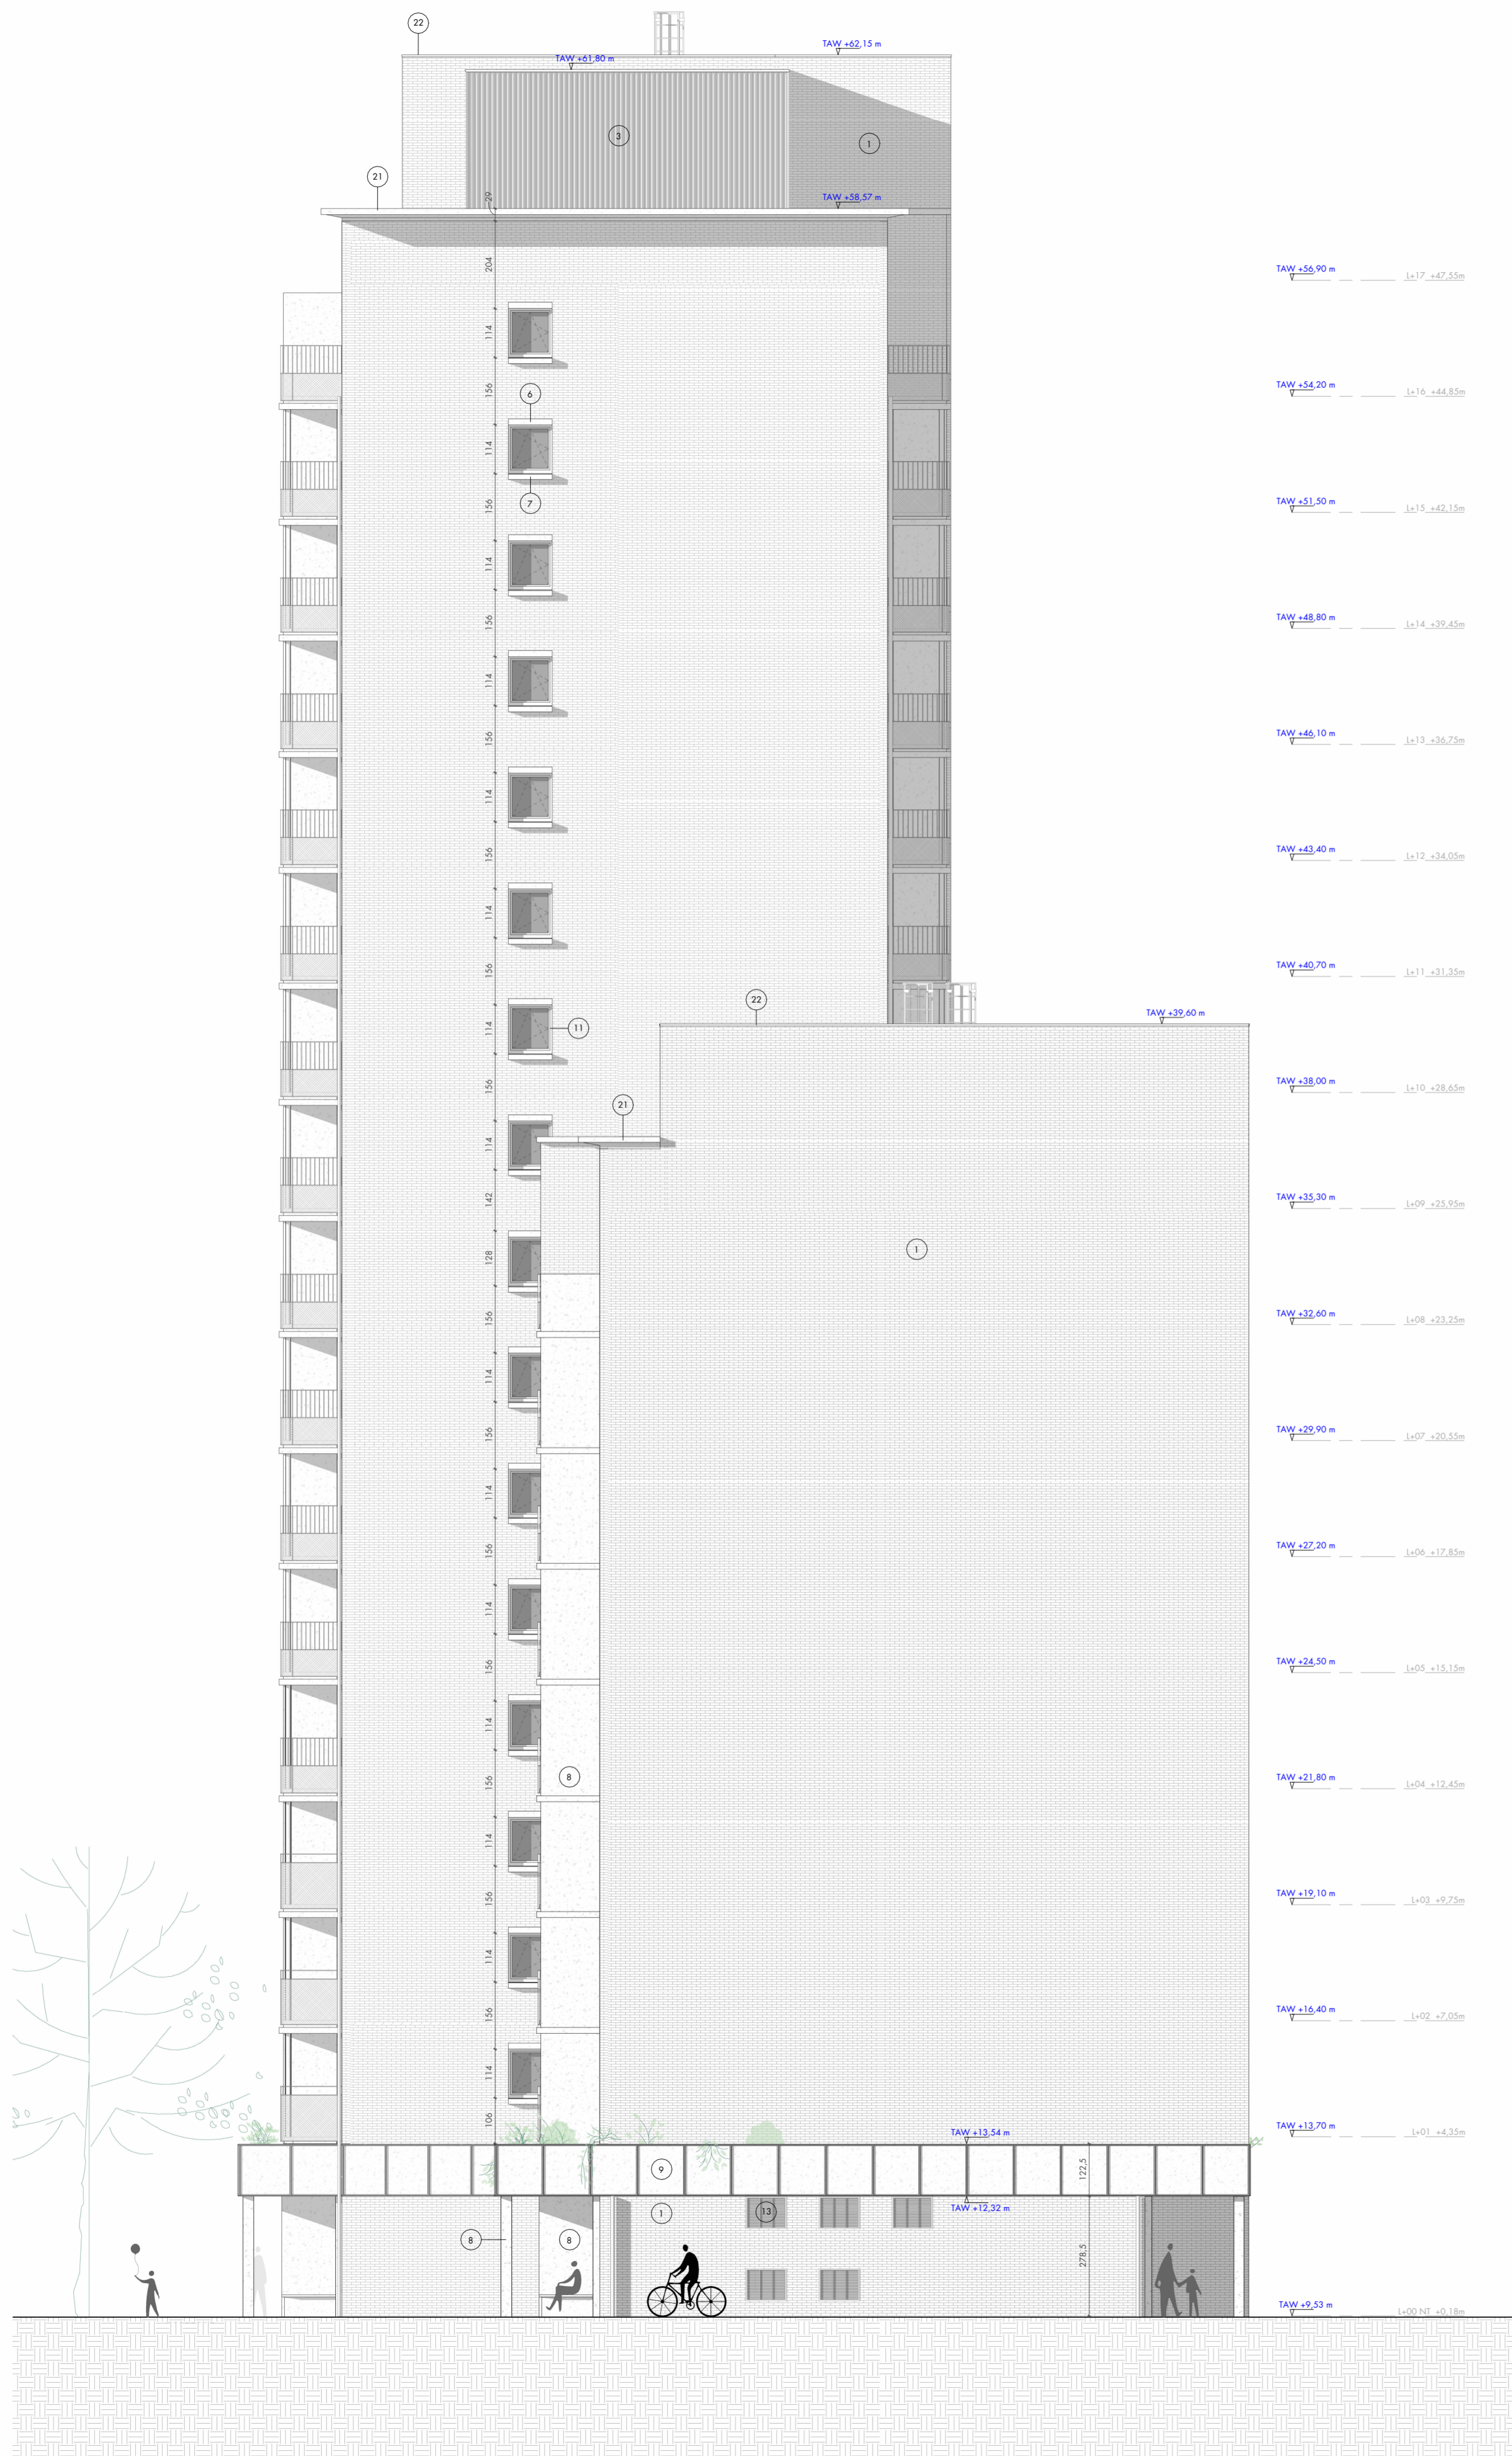 22
TAW +62,15 m
TAW +61,80 m
3
1
21
29
TAW +58,57 m
204
TAW +56,90 m
L+17 +47,55m
114
156
6
TAW +54,20 m
L+16 +44,85m
114
7
156
TAW +51,50 m
L+15 +42,15m
114
156
TAW +48,80 m
L+14 +39,45m
114
156
TAW +46,10 m
L+13 +36,75m
114
156
TAW +43,40 m
L+12 +34,05m
114
156
TAW +40,70 m
L+11 +31,35m
22
TAW +39,60 m
114
11
156
TAW +38,00 m
L+10 +28,65m
21
114
142
TAW +35,30 m
L+09 +25,95m
1
128
156
TAW +32,60 m
L+08 +23,25m
114
156
TAW +29,90 m
L+07 +20,55m
114
156
TAW +27,20 m
L+06 +17,85m
114
156
TAW +24,50 m
L+05 +15,15m
114
8
156
TAW +21,80 m
L+04 +12,45m
114
156
TAW +19,10 m
L+03 +9,75m
114
156
TAW +16,40 m
L+02 +7,05m
114
106
TAW +13,70 m
L+01 +4,35m
TAW +13,54 m
9
122,5
TAW +12,32 m
1
13
8
8
278,5
TAW +9,53 m
L+00 NT +0,18m